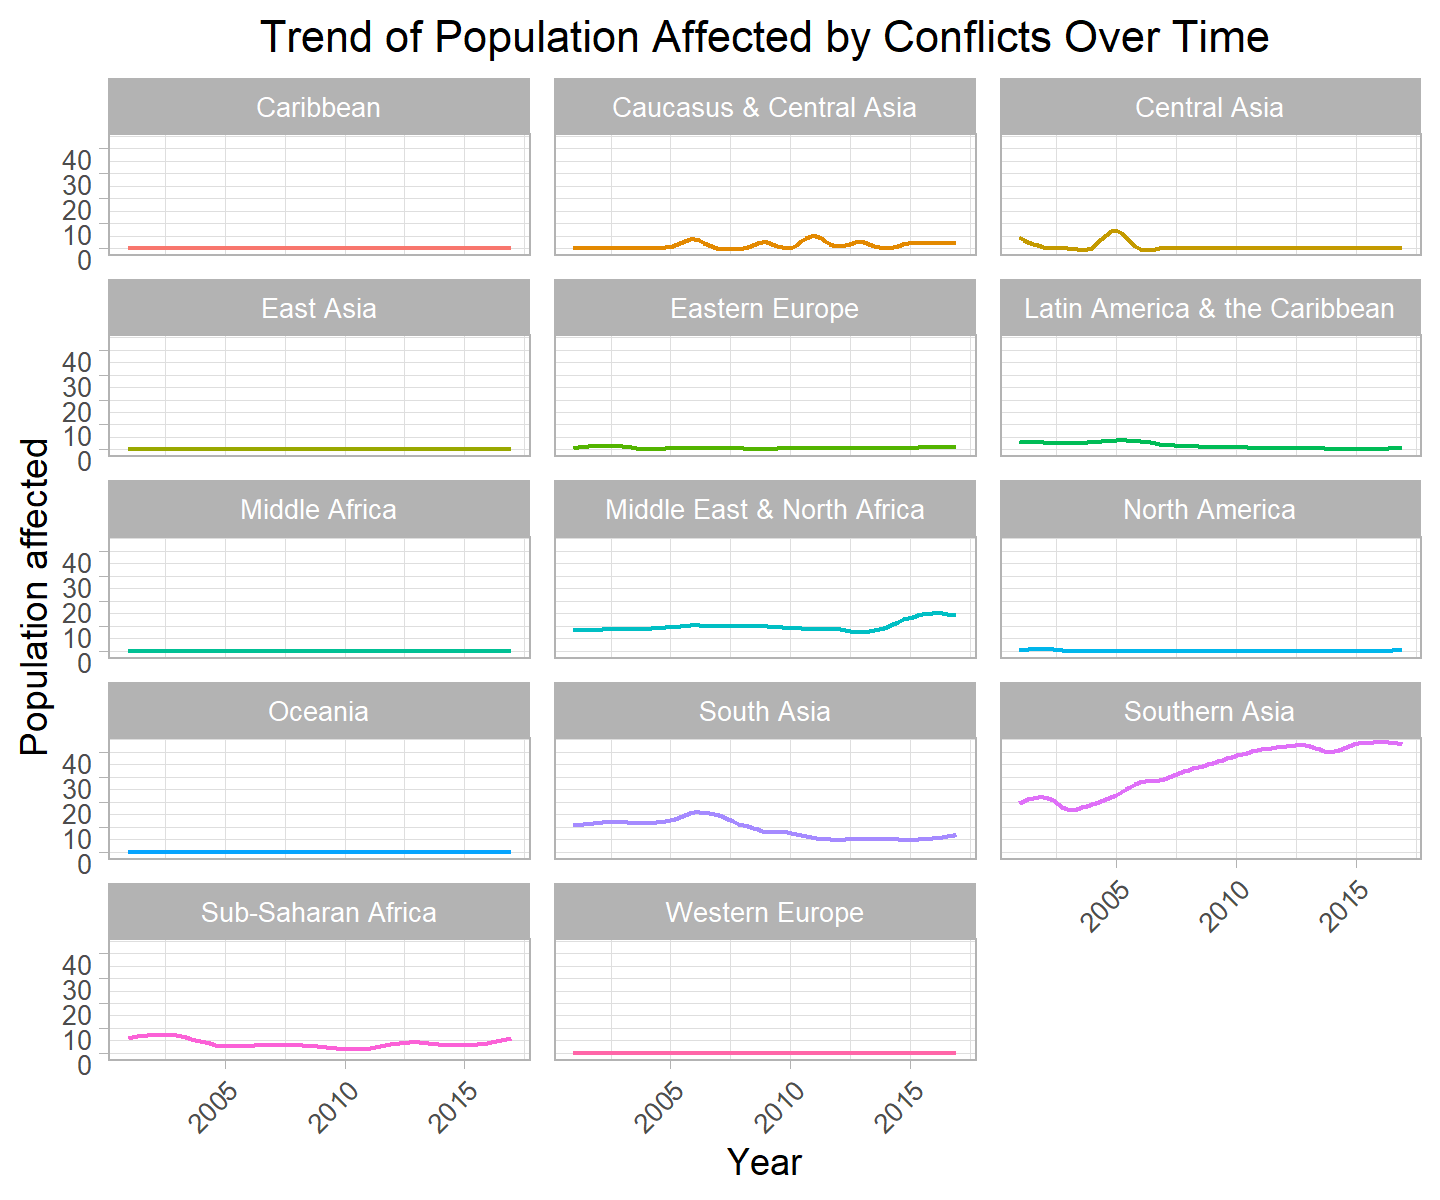 Trend of Population Affected by Conflicts Over Time
Caribbean
Caucasus & Central Asia
Central Asia
40
30
20
10
0
East Asia
Eastern Europe
Latin America & the Caribbean
40
30
20
10
0
Middle Africa
Middle East & North Africa
North America
40
30
20
10
0
Oceania
South Asia
Southern Asia
40
30
20
10
0
2005
2010
2015
Sub-Saharan Africa
Western Europe
40
30
20
10
0
2005
2010
2015
2005
2010
2015
Population affected
Year